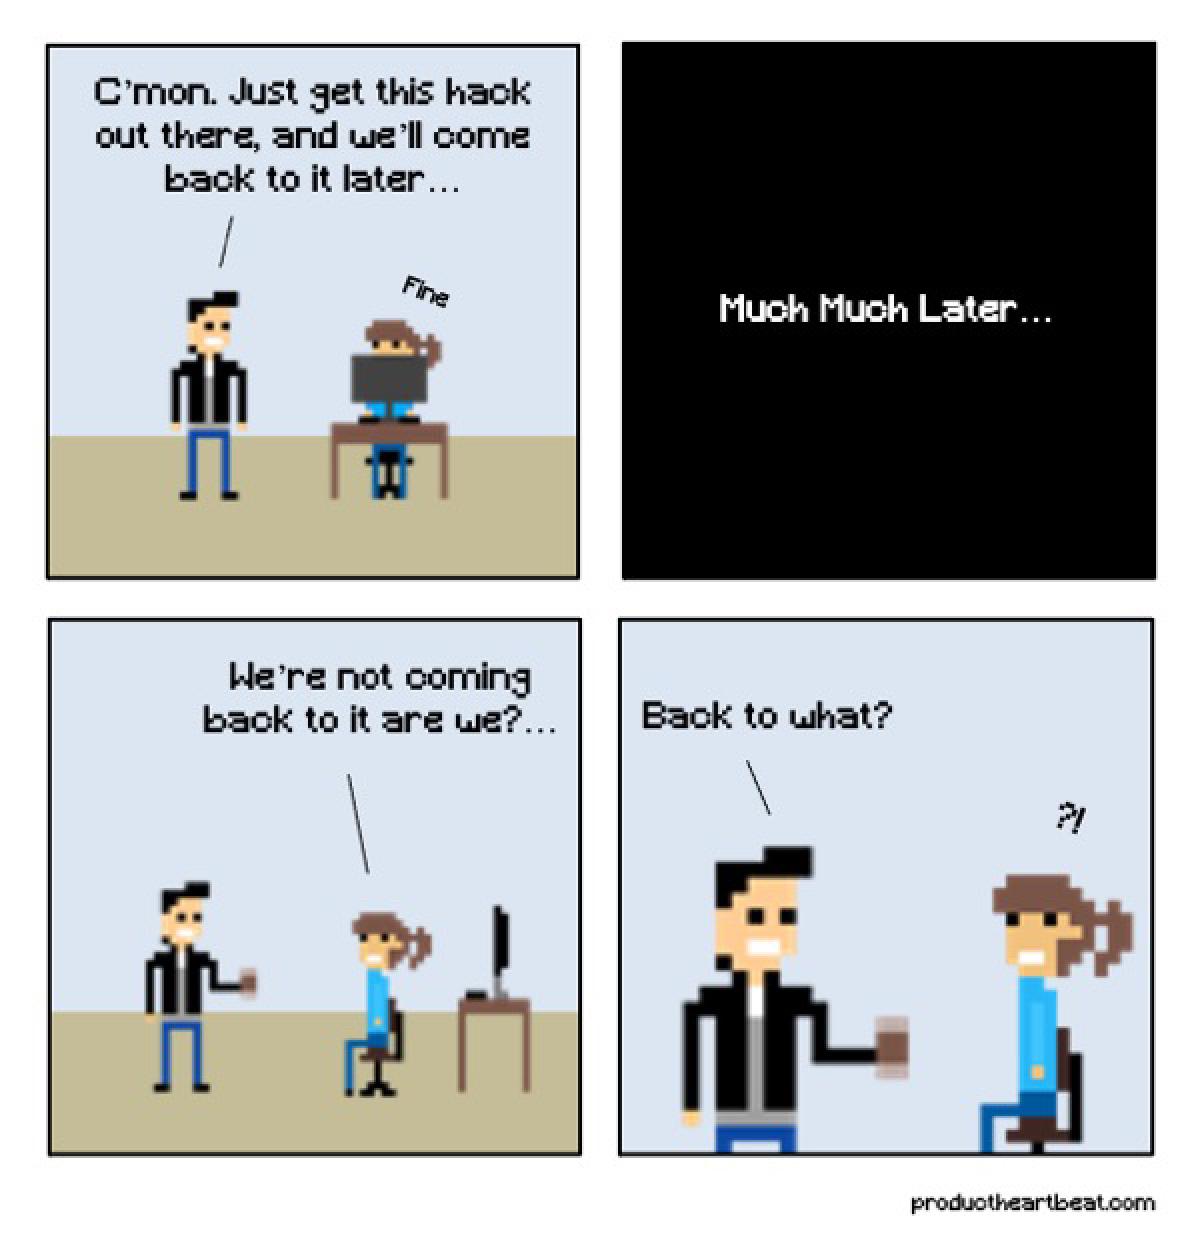 C'mon. Just get this hack
out there, and we'll come
back to it later...
Fine
Much Much Later...
We're not coming
back to it are we?...
Back to what?
?!
productheartbeat.com